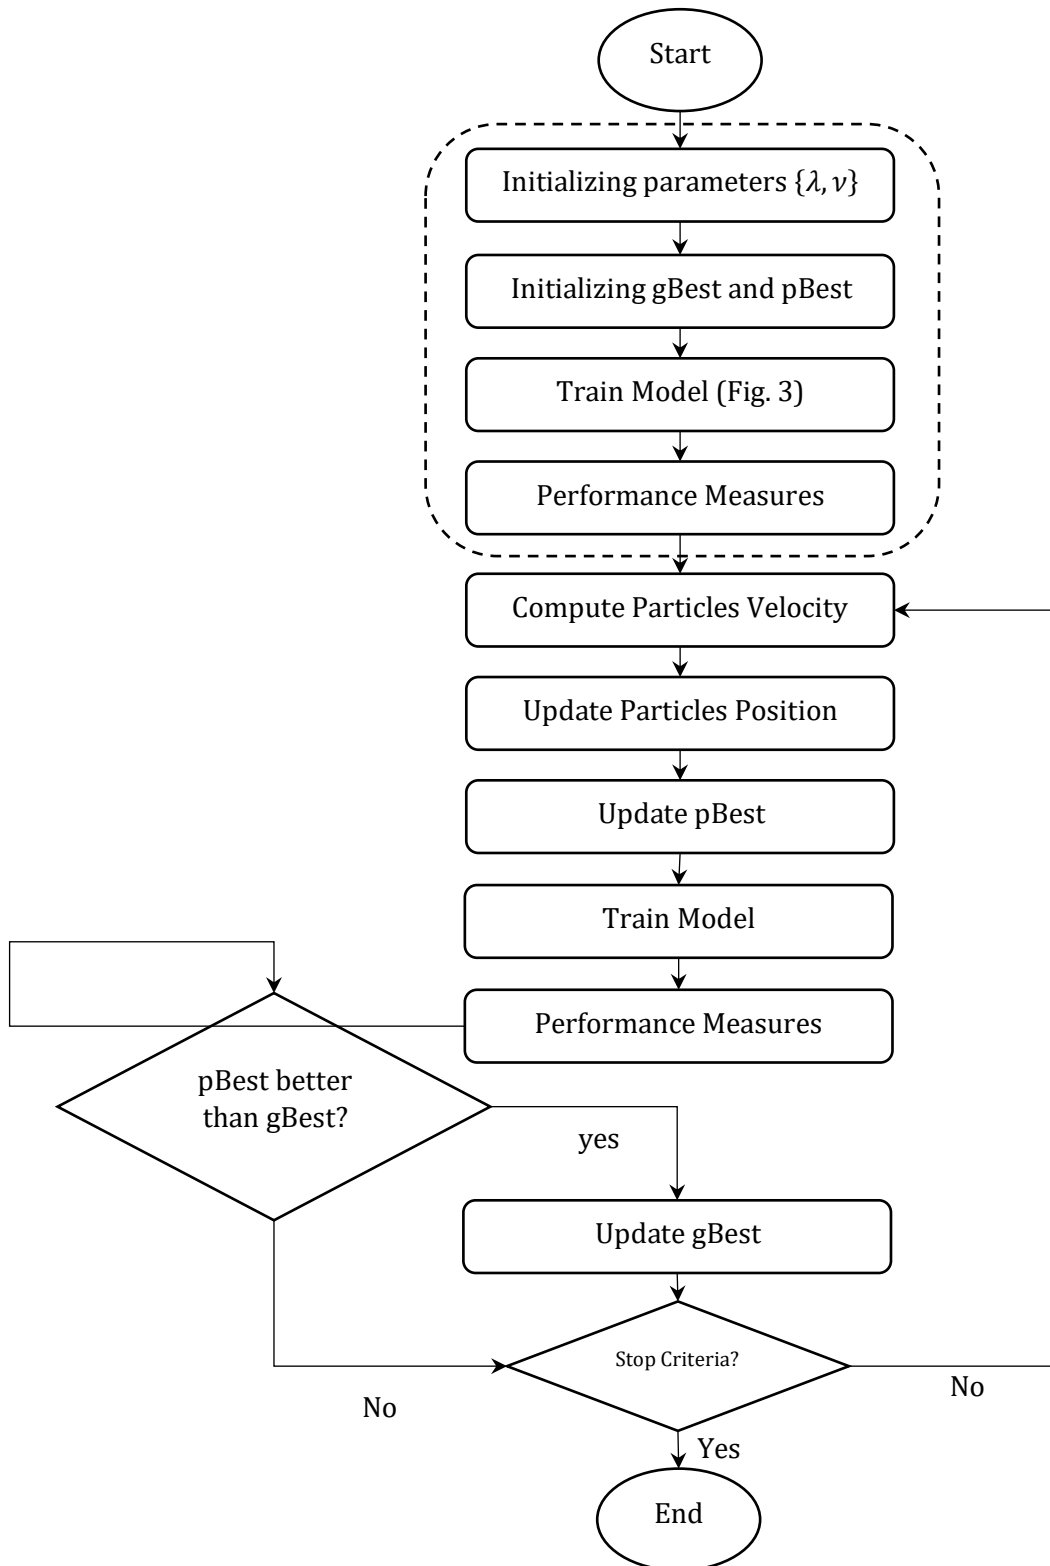 Start
Initializing parameters {λ, ν}
Initializing gBest and pBest
Train Model (Fig. 3)
Performance Measures
Compute Particles Velocity
Update Particles Position
Update pBest
Train Model
Performance Measures
pBest better
than gBest?
yes
Update gBest
Stop Criteria?
No
No
Yes
End